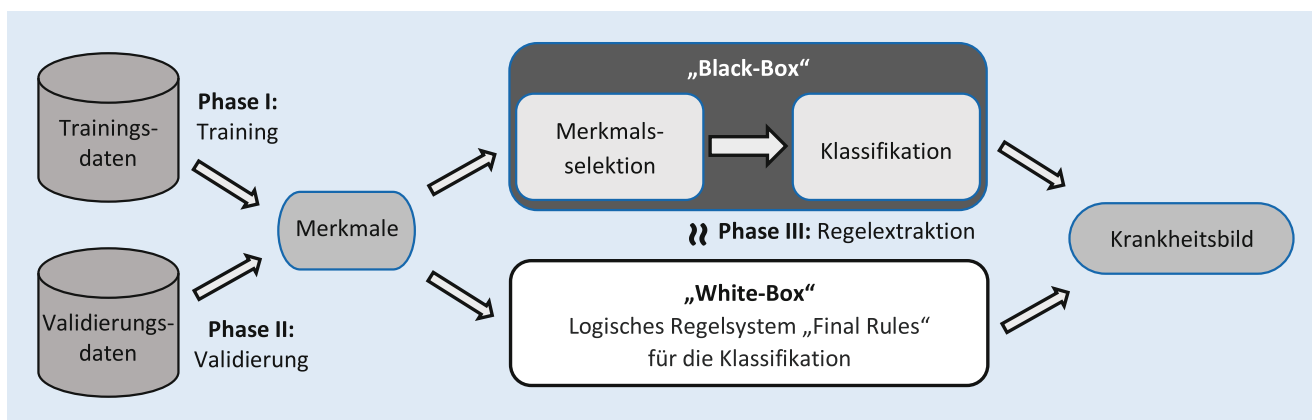 Trainings-
daten
Phase I:
Training
Validierungs-
daten
Phase II:
Validierung
Merkmale
„Black-Box“
Merkmals-
selektion
Klassifikation
Phase III: Regelextraktion
„White-Box“
Logisches Regelsystem „Final Rules“
für die Klassifikation
Krankheitsbild